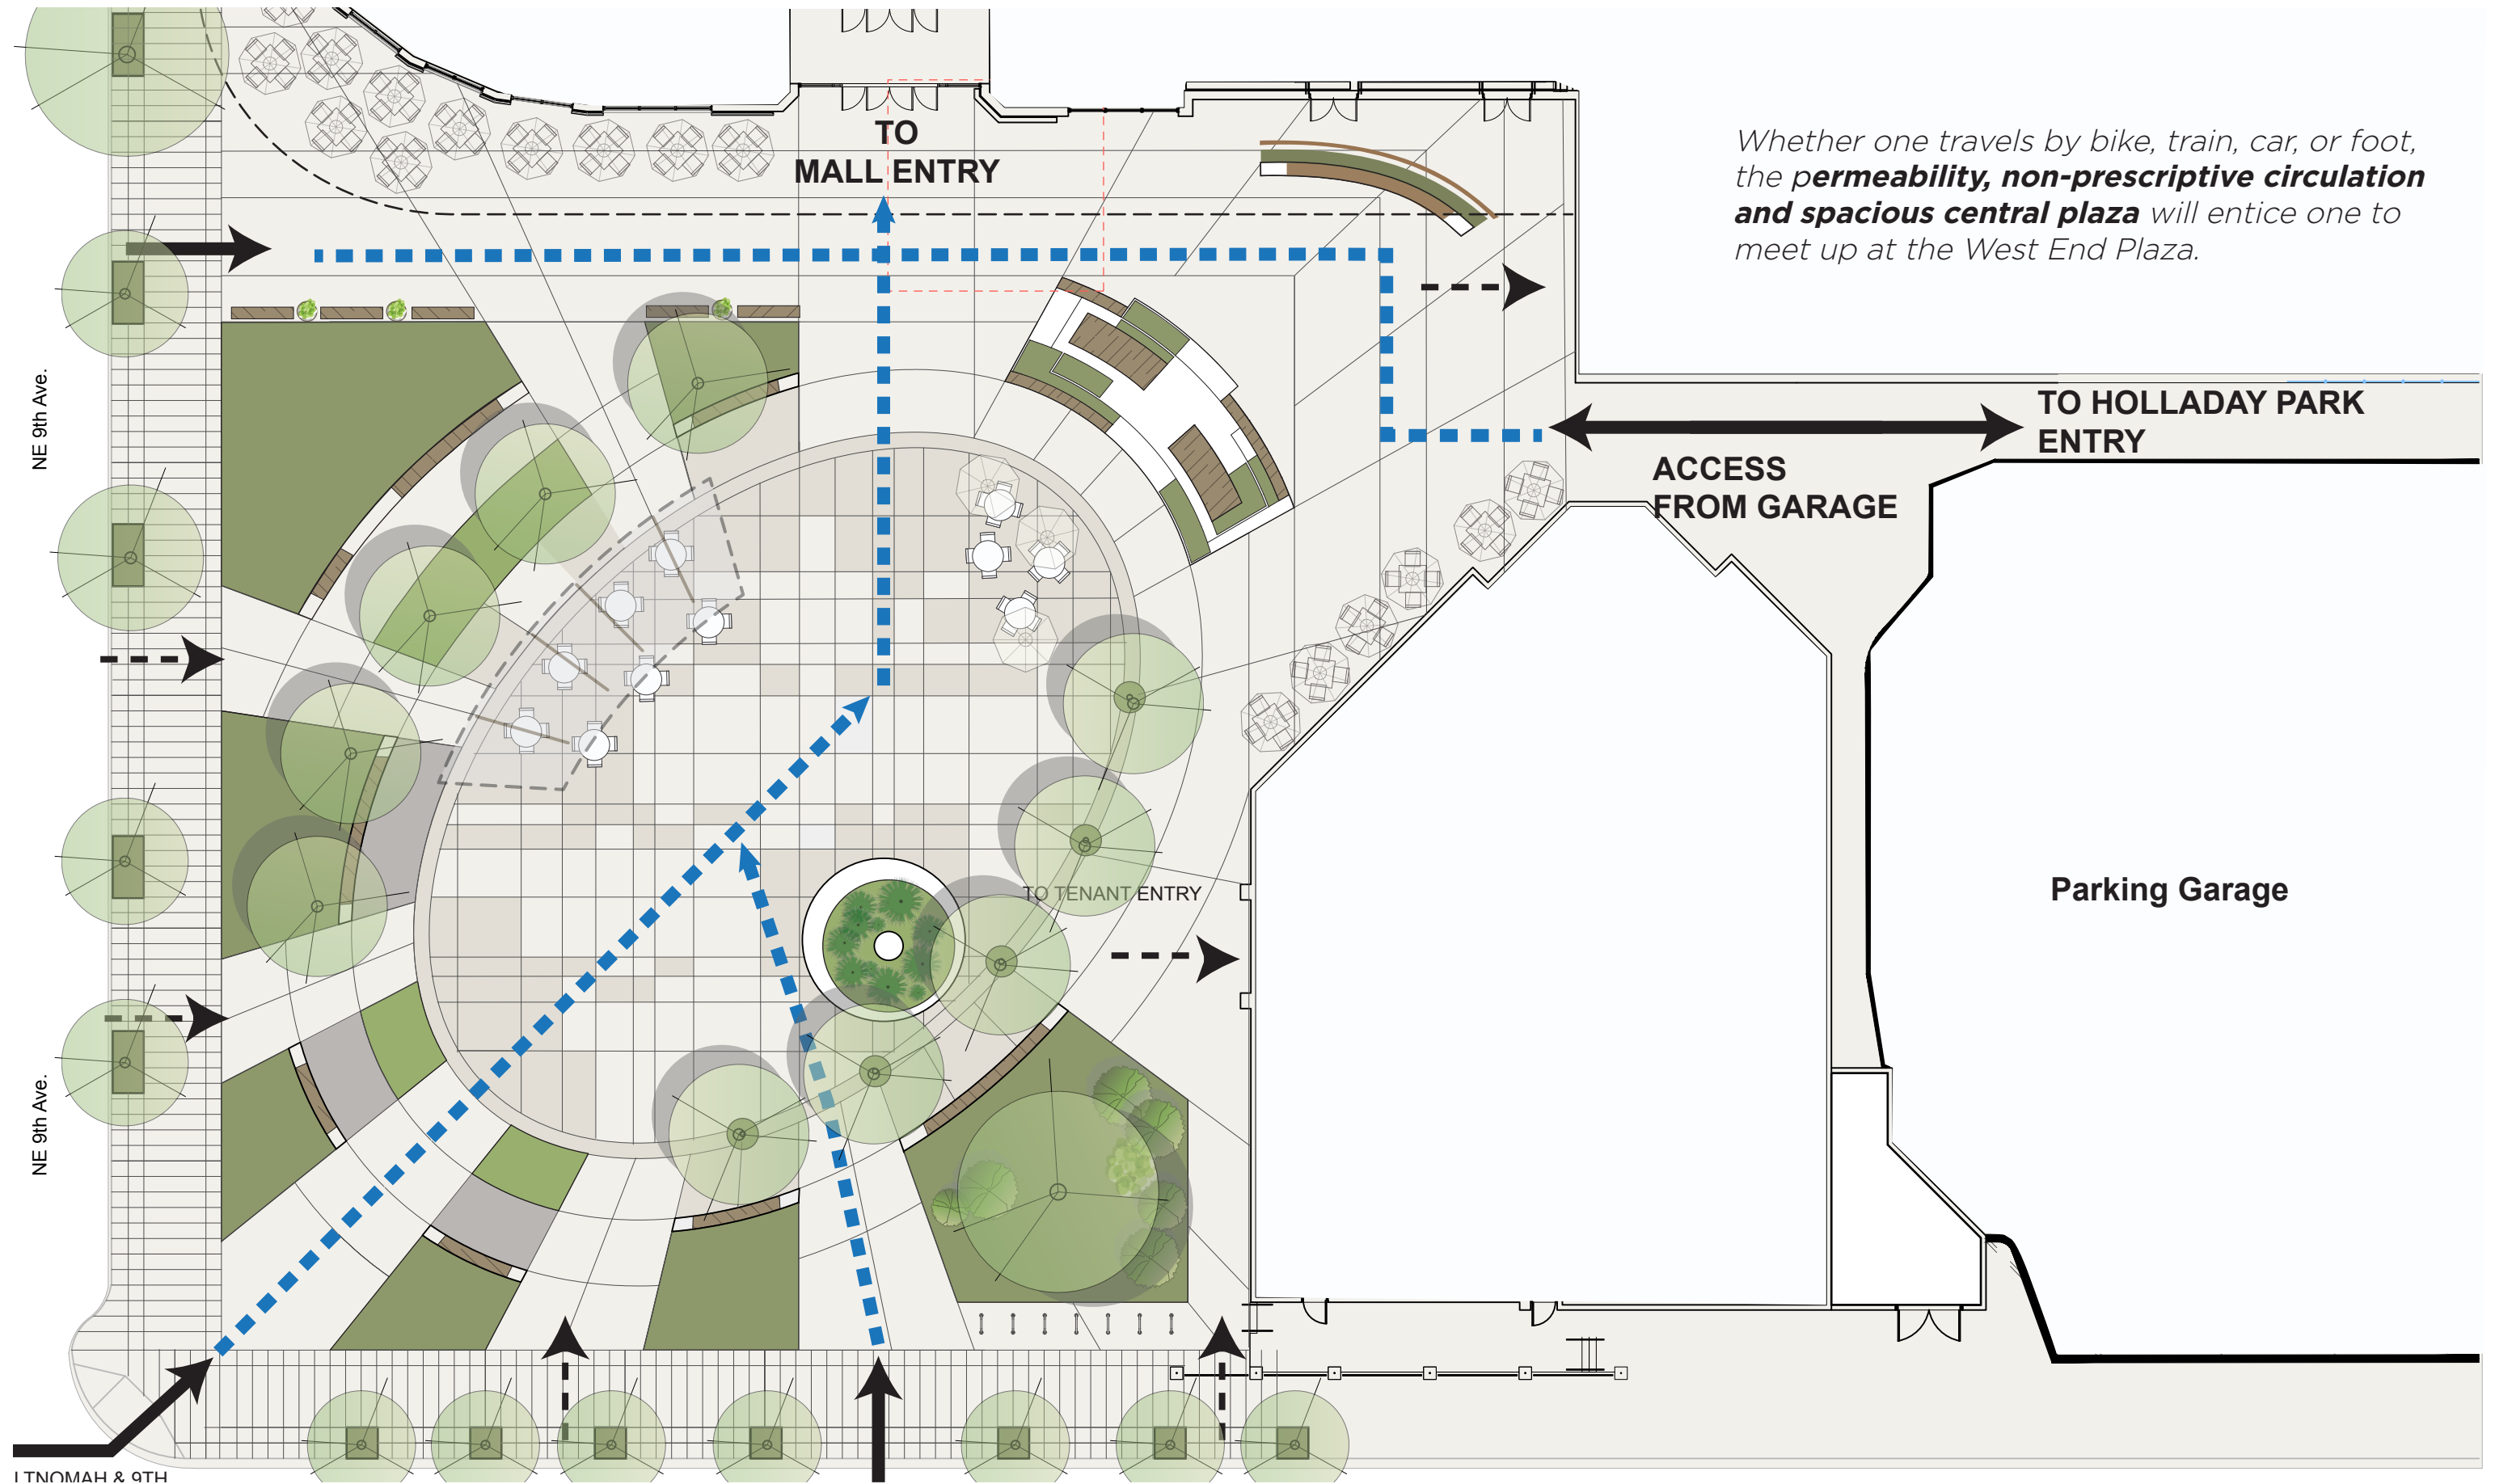 TO
MALL ENTRY
Whether one travels by bike, train, car, or foot,
the permeability, non-prescriptive circulation
and spacious central plaza will entice one to
meet up at the West End Plaza.
NE 9th Ave.
TO HOLLADAY PARK
ENTRY
ACCESS
FROM GARAGE
TO TENANT ENTRY
Parking Garage
NE 9th Ave.
LTNOMAH & 9TH